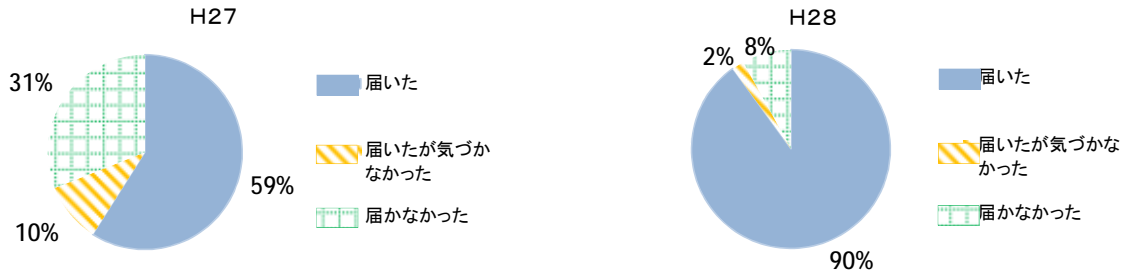 H27
31%
10%
59%
届いた
届いたが気づか
なかった
届かなかった
H28
2%
8%
90%
届いた
届いたが気づかな
かった
届かなかった